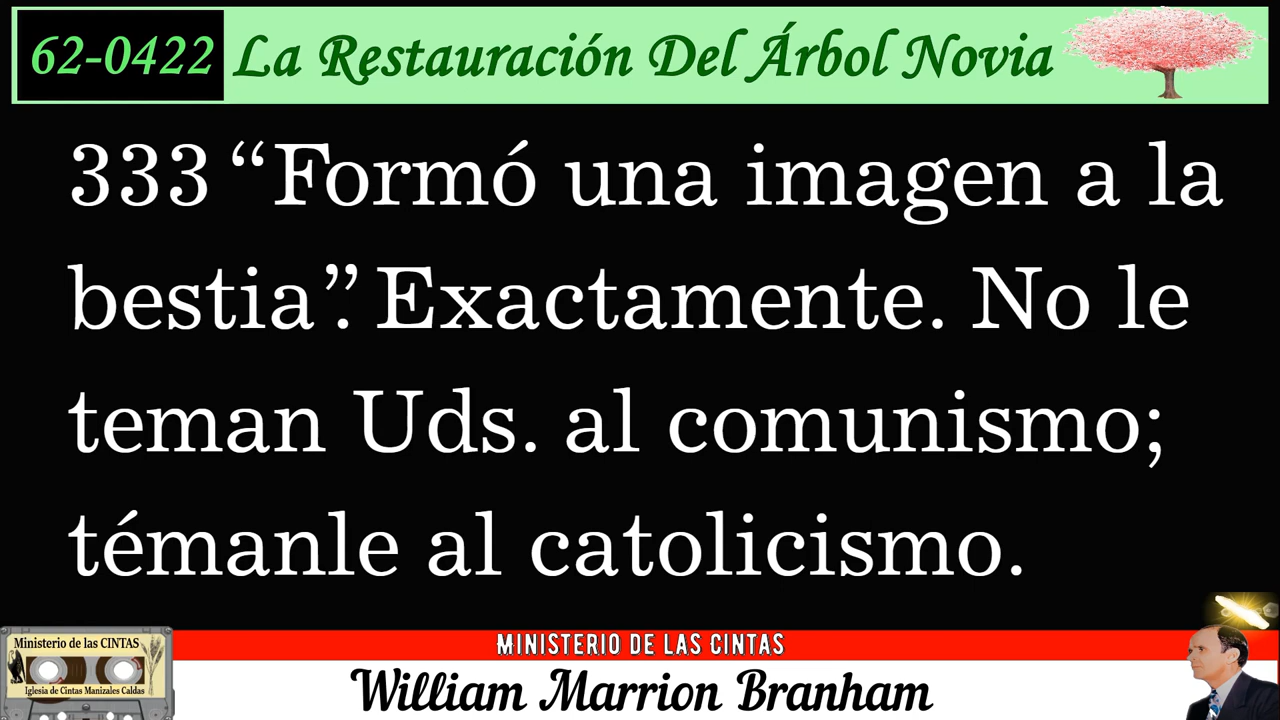 62-0422 La Restauración Del Árbol Novia
333 “Formó una imagen a la
bestia”. Exactamente. No le
teman Uds. al comunismo;
témanle al catolicismo.
MINISTERIO DE LAS CINTAS
William Marrion Branham
Ministerio de las CINTAS
Iglesia de Cintas Manizales Caldas